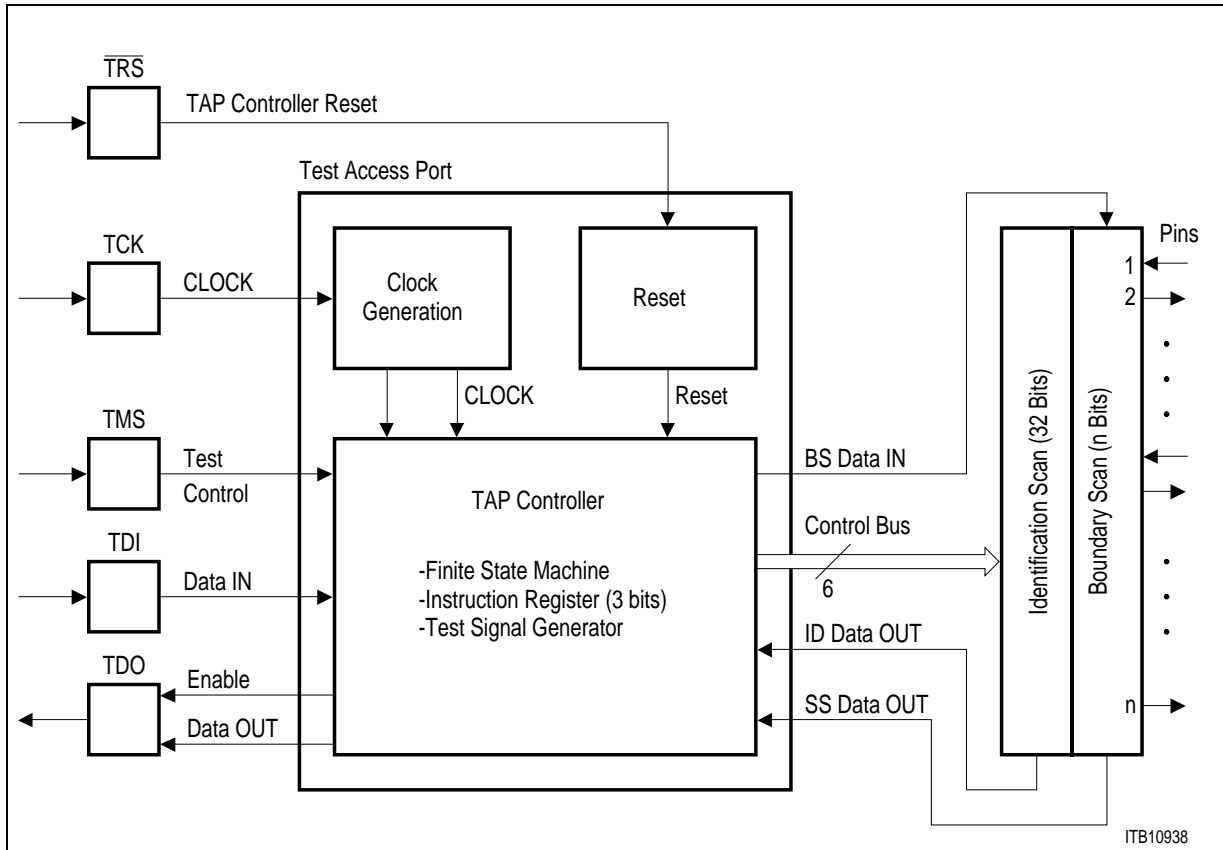 TRS
TAP Controller Reset
Test Access Port
TCK
CLOCK
Clock
Generation
Reset
CLOCK
Reset
Pins
1
2
TMS
Test
Control
TAP Controller
-Finite State Machine
-Instruction Register (3 bits)
-Test Signal Generator
BS Data IN
Control Bus
6
TDI
Data IN
ID Data OUT
SS Data OUT
TDO
Enable
Data OUT
Identification Scan (32 Bits)
Boundary Scan (n Bits)
n
ITB10938